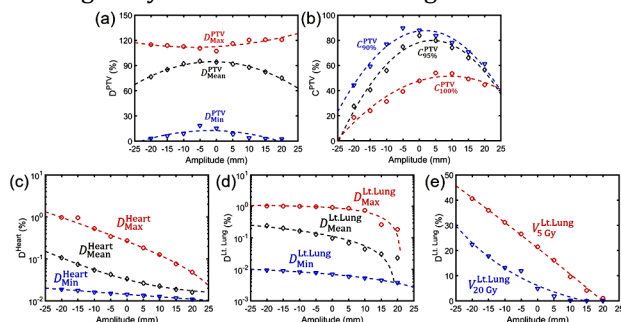 (a)
D^PTV (%)
150
120
90
60
30
0
D^PTV_Max
D^PTV_Mean
D^PTV_Min
-25 -20 -15 -10 -5 0 5 10 15 20 25
Amplitude (mm)
(b)
C^PTV (%)
100
80
60
40
20
0
C^PTV_90%
C^PTV_95%
C^PTV_100%
-25 -20 -15 -10 -5 0 5 10 15 20 25
Amplitude (mm)
(c)
D^Heart (%)
10^1
10^0
10^-1
10^-2
D^Heart_Max
D^Heart_Mean
D^Heart_Min
-25 -20 -15 -10 -5 0 5 10 15 20 25
Amplitude (mm)
(d)
D^Lt. Lung (%)
10^1
10^0
10^-1
10^-2
10^-3
D^Lt.Lung_Max
D^Lt.Lung_Mean
D^Lt.Lung_Min
-25 -20 -15 -10 -5 0 5 10 15 20 25
Amplitude (mm)
(e)
D^Lt. Lung (%)
50
40
30
20
10
0
V^Lt.Lung_5 Gy
V^Lt.Lung_20 Gy
-25 -20 -15 -10 -5 0 5 10 15 20 25
Amplitude (mm)